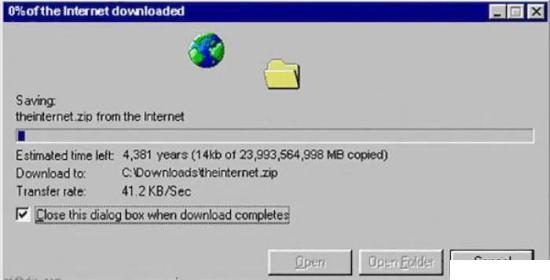 0% of the Internet downloaded
Saving:
theinternet.zip from the Internet
Estimated time left: 4,381 years (14kb of 23,993,564,998 MB copied)
Download to: C:\Downloads\theinternet.zip
Transfer rate: 41.2 KB/Sec
Close this dialog box when download completes
Open
Open Folder